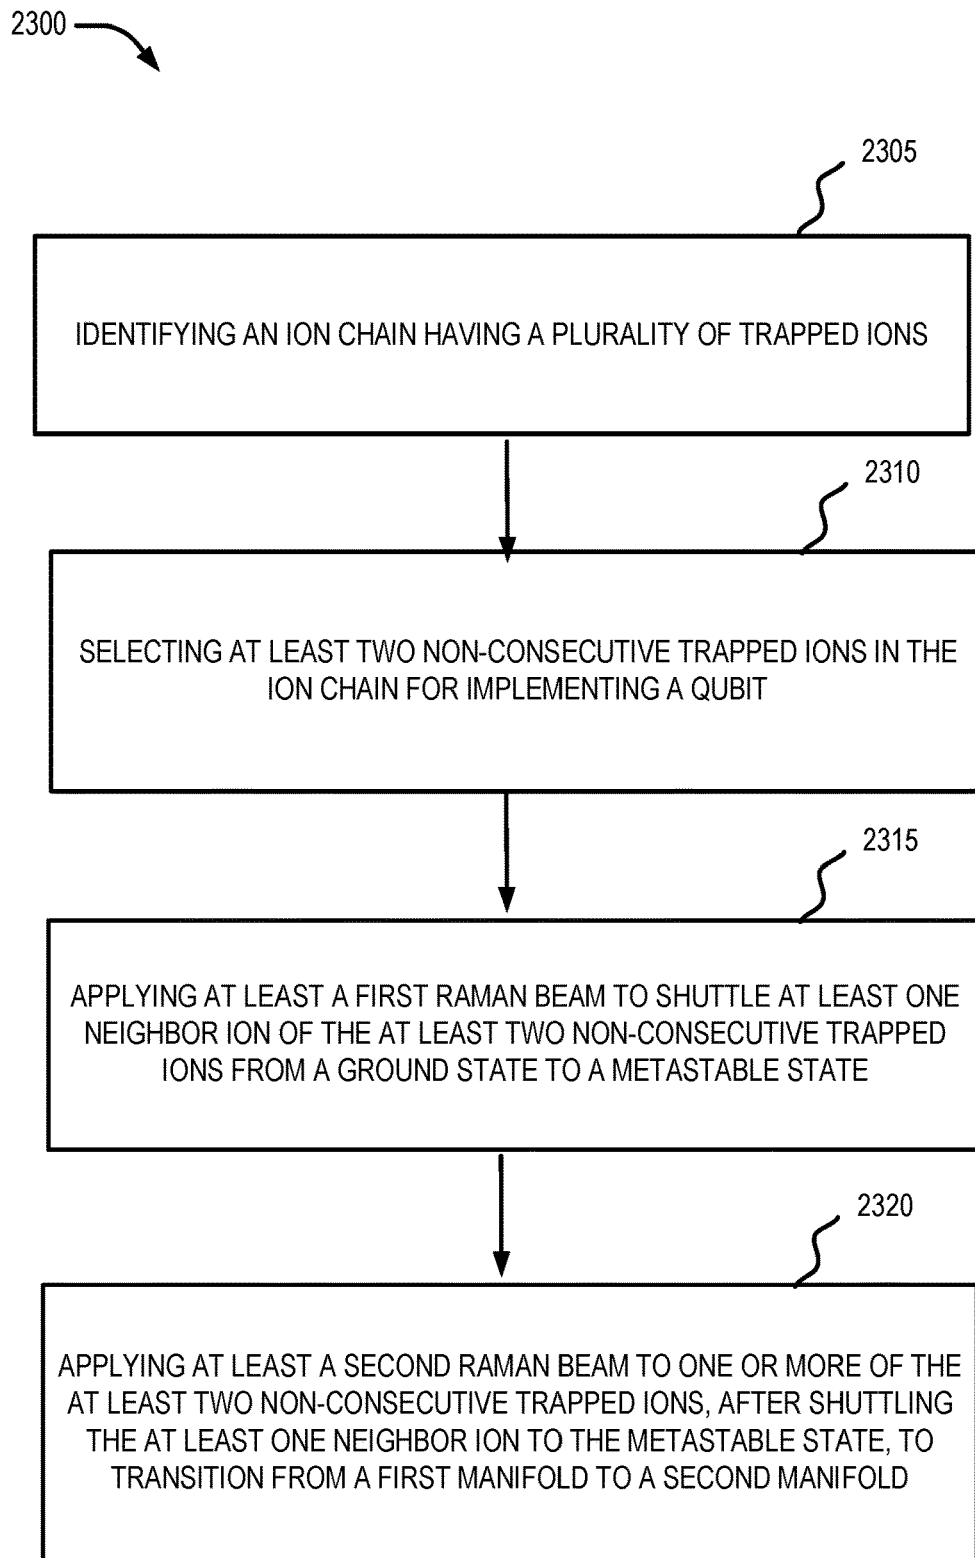 2300
2305
IDENTIFYING AN ION CHAIN HAVING A PLURALITY OF TRAPPED IONS
2310
SELECTING AT LEAST TWO NON-CONSECUTIVE TRAPPED IONS IN THE
ION CHAIN FOR IMPLEMENTING A QUBIT
2315
APPLYING AT LEAST A FIRST RAMAN BEAM TO SHUTTLE AT LEAST ONE
NEIGHBOR ION OF THE AT LEAST TWO NON-CONSECUTIVE TRAPPED
IONS FROM A GROUND STATE TO A METASTABLE STATE
2320
APPLYING AT LEAST A SECOND RAMAN BEAM TO ONE OR MORE OF THE
AT LEAST TWO NON-CONSECUTIVE TRAPPED IONS, AFTER SHUTTLING
THE AT LEAST ONE NEIGHBOR ION TO THE METASTABLE STATE, TO
TRANSITION FROM A FIRST MANIFOLD TO A SECOND MANIFOLD